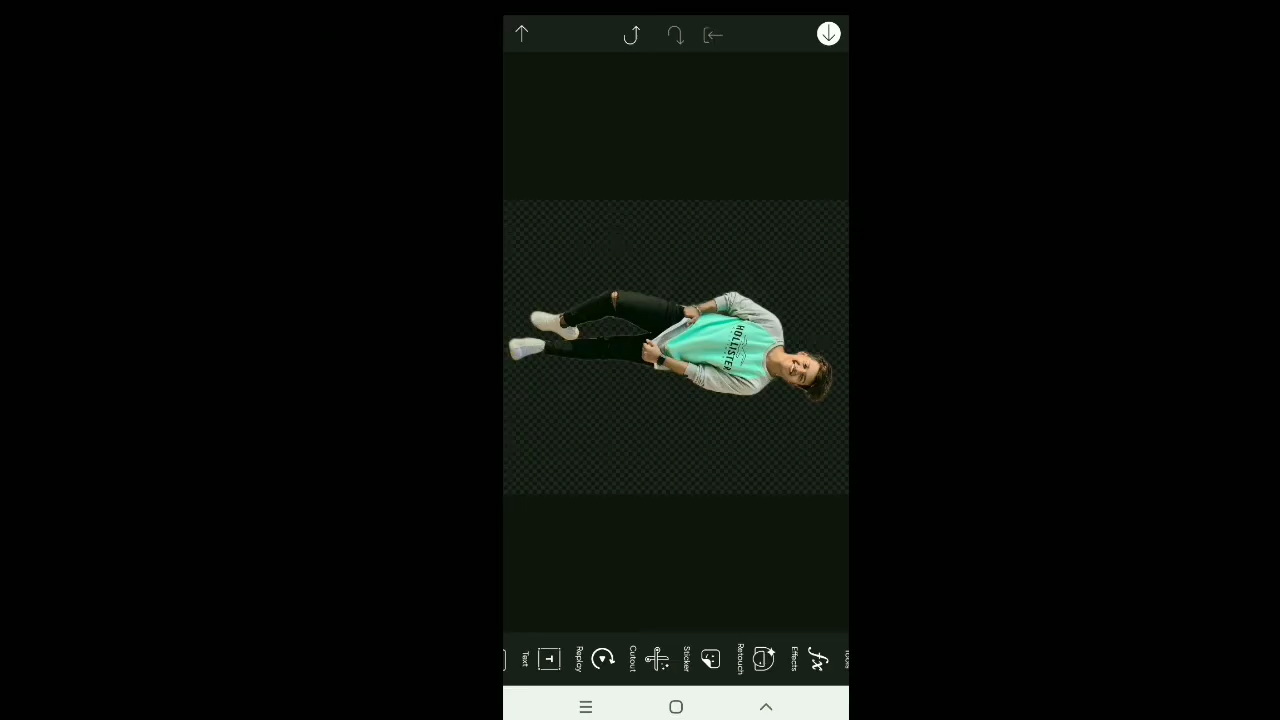 HOLLISTER
Text
Replay
Cutout
Sticker
Retouch
Effects